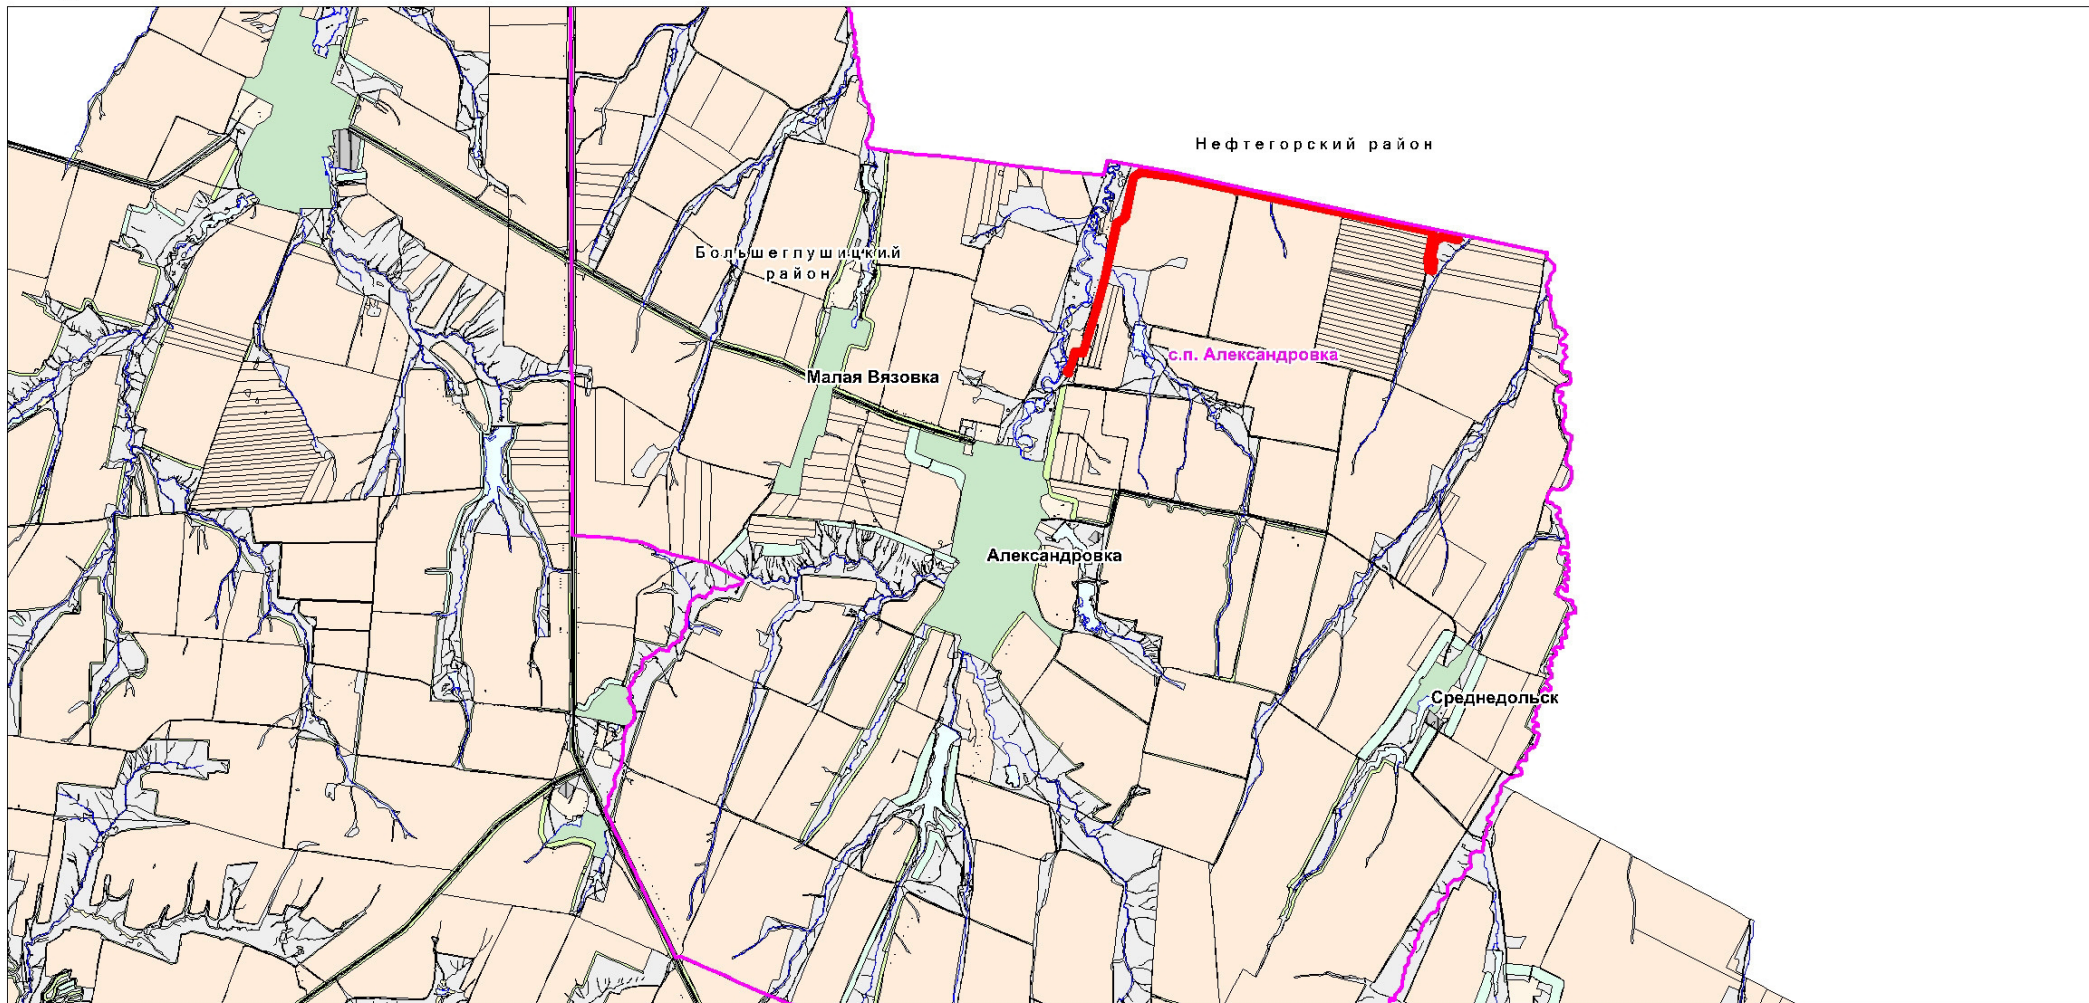 Нефтегорский район
Большеглушицкий
район
с.п. Александровка
Малая Вязовка
Александровка
Среднедольск